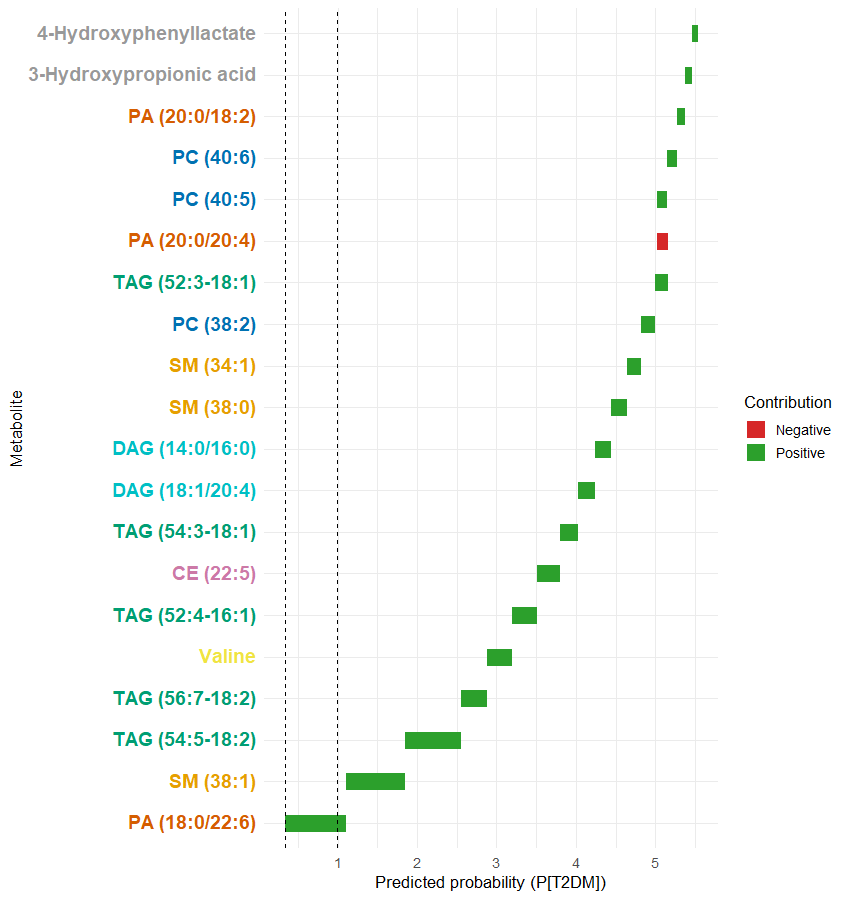 4-Hydroxyphenyllactate
3-Hydroxypropionic acid
PA (20:0/18:2)
PC (40:6)
PC (40:5)
PA (20:0/20:4)
TAG (52:3-18:1)
PC (38:2)
SM (34:1)
SM (38:0)
DAG (14:0/16:0)
DAG (18:1/20:4)
TAG (54:3-18:1)
CE (22:5)
TAG (52:4-16:1)
Valine
TAG (56:7-18:2)
TAG (54:5-18:2)
SM (38:1)
PA (18:0/22:6)
Metabolite
1 2 3 4 5
Predicted probability (P[T2DM])
Contribution
Negative
Positive